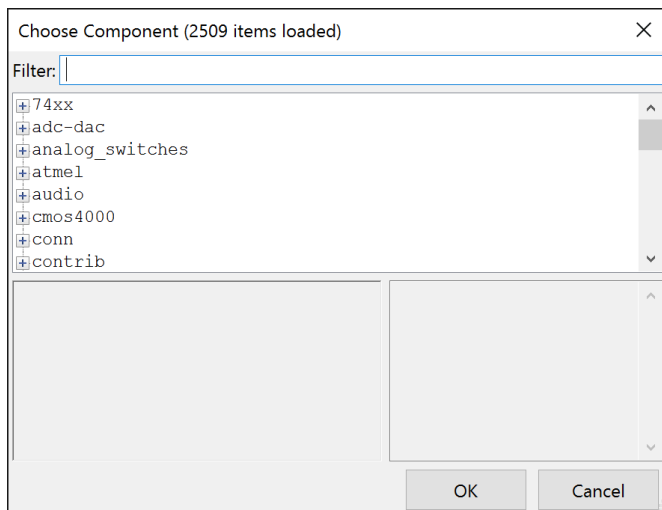 Choose Component (2509 items loaded)
Filter:
74xx
adc-dac
analog_switches
atmel
audio
cmos4000
conn
contrib
OK Cancel